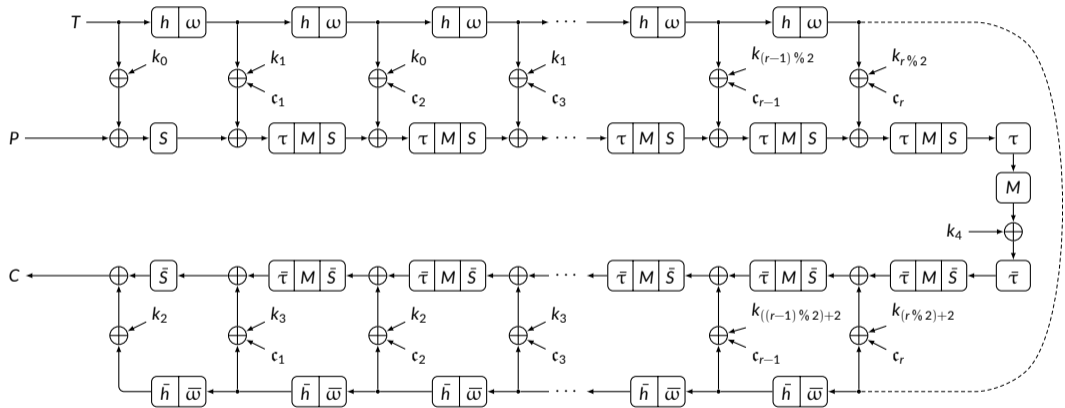 T h ω h ω h ω ··· h ω h ω
k₀ k₁ k₀ k₁ k₍ᵣ₋₁₎%₂ kᵣ%₂
𝔠₁ 𝔠₂ 𝔠₃ 𝔠ᵣ₋₁ 𝔠ᵣ
P S τ M S τ M S ··· τ M S τ M S τ M S τ
M
k₄
C S̄ τ̄ M S̄ τ̄ M S̄ ··· τ̄ M S̄ τ̄ M S̄ τ̄ M S̄ τ̄
k₂ k₃ k₂ k₃ k₍₍ᵣ₋₁₎%₂₎₊₂ k₍ᵣ%₂₎₊₂
𝔠₁ 𝔠₂ 𝔠₃ 𝔠ᵣ₋₁ 𝔠ᵣ
h̄ ω̄ h̄ ω̄ h̄ ω̄ ··· h̄ ω̄ h̄ ω̄